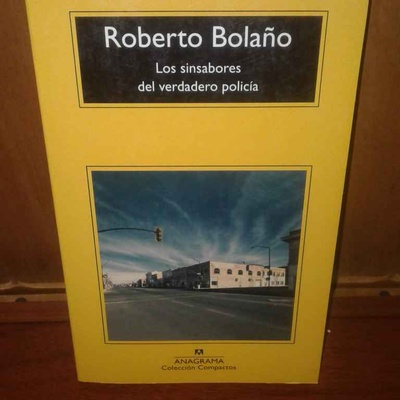 Roberto Bolaño
Los sinsabores
del verdadero policía
ANAGRAMA
Colección Compactos